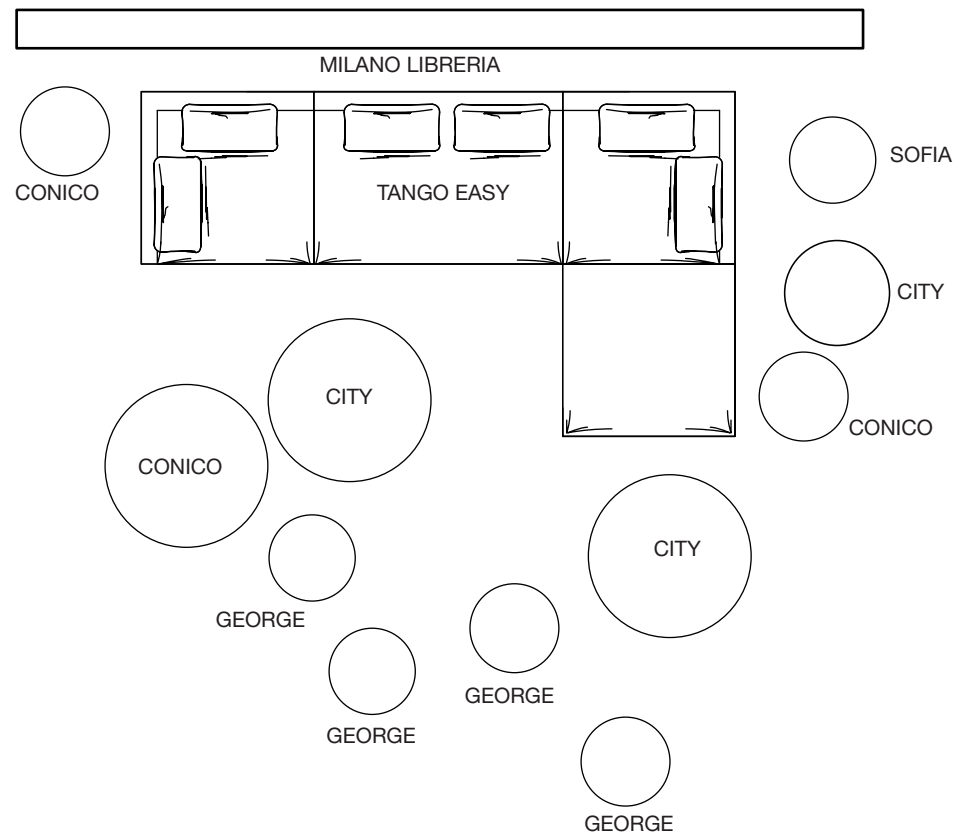 MILANO LIBRERIA
CONICO
TANGO EASY
SOFIA
CITY
CITY
CONICO
CONICO
CITY
GEORGE
GEORGE
GEORGE
GEORGE